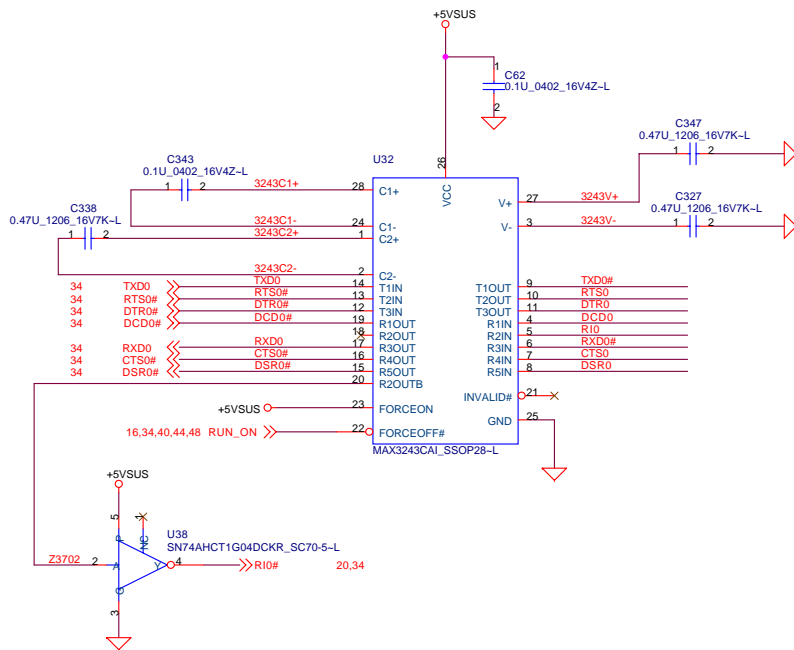 +5VSUS
1
C62
0.1U_0402_16V4Z~L
2
C347
0.47U_1206_16V7K~L
1 2
C343
0.1U_0402_16V4Z~L
1 2
U32
26
VCC
3243C1+ 28 C1+
V+ 27 3243V+
C338
0.47U_1206_16V7K~L
1 2
C327
0.47U_1206_16V7K~L
1 2
3243C1- 24 C1-
V- 3 3243V-
3243C2+ 1 C2+
3243C2- 2 C2-
34 TXD0 TXD0 14 T1IN
T1OUT 9 TXD0#
34 RTS0# RTS0# 13 T2IN
T2OUT 10 RTS0
34 DTR0# DTR0# 12 T3IN
T3OUT 11 DTR0
34 DCD0# DCD0# 19 R1OUT
R1IN 4 DCD0
18 R2OUT
R2IN 5 RI0
34 RXD0 RXD0 17 R3OUT
R3IN 6 RXD0#
34 CTS0# CTS0# 16 R4OUT
R4IN 7 CTS0
34 DSR0# DSR0# 15 R5OUT
R5IN 8 DSR0
20 R2OUTB
INVALID# 21
+5VSUS 23 FORCEON
GND 25
16,34,40,44,48 RUN_ON 22 FORCEOFF#
MAX3243CAI_SSOP28~L
+5VSUS
5
1
U38
SN74AHCT1G04DCKR_SC70-5~L
P
NC
Z3702 2 A
Y 4 RI0# 20,34
G
3